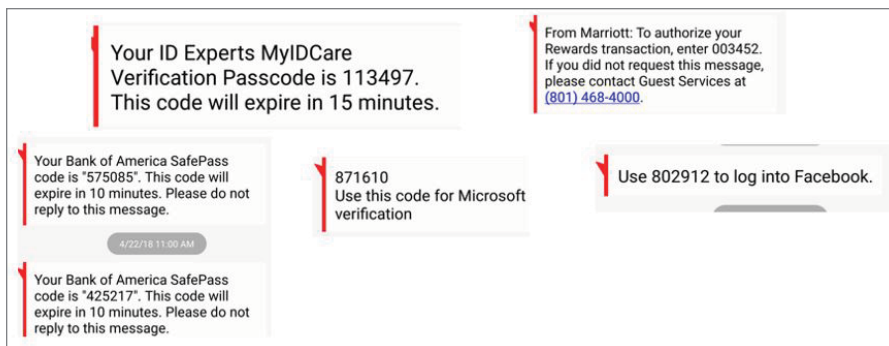 Your ID Experts MyIDCare
Verification Passcode is 113497.
This code will expire in 15 minutes.
From Marriott: To authorize your
Rewards transaction, enter 003452.
If you did not request this message,
please contact Guest Services at
(801) 468-4000.
Your Bank of America SafePass
code is "575085". This code will
expire in 10 minutes. Please do not
reply to this message.
4/22/18 11:00 AM
Your Bank of America SafePass
code is "425217". This code will
expire in 10 minutes. Please do not
reply to this message.
871610
Use this code for Microsoft
verification
Use 802912 to log into Facebook.